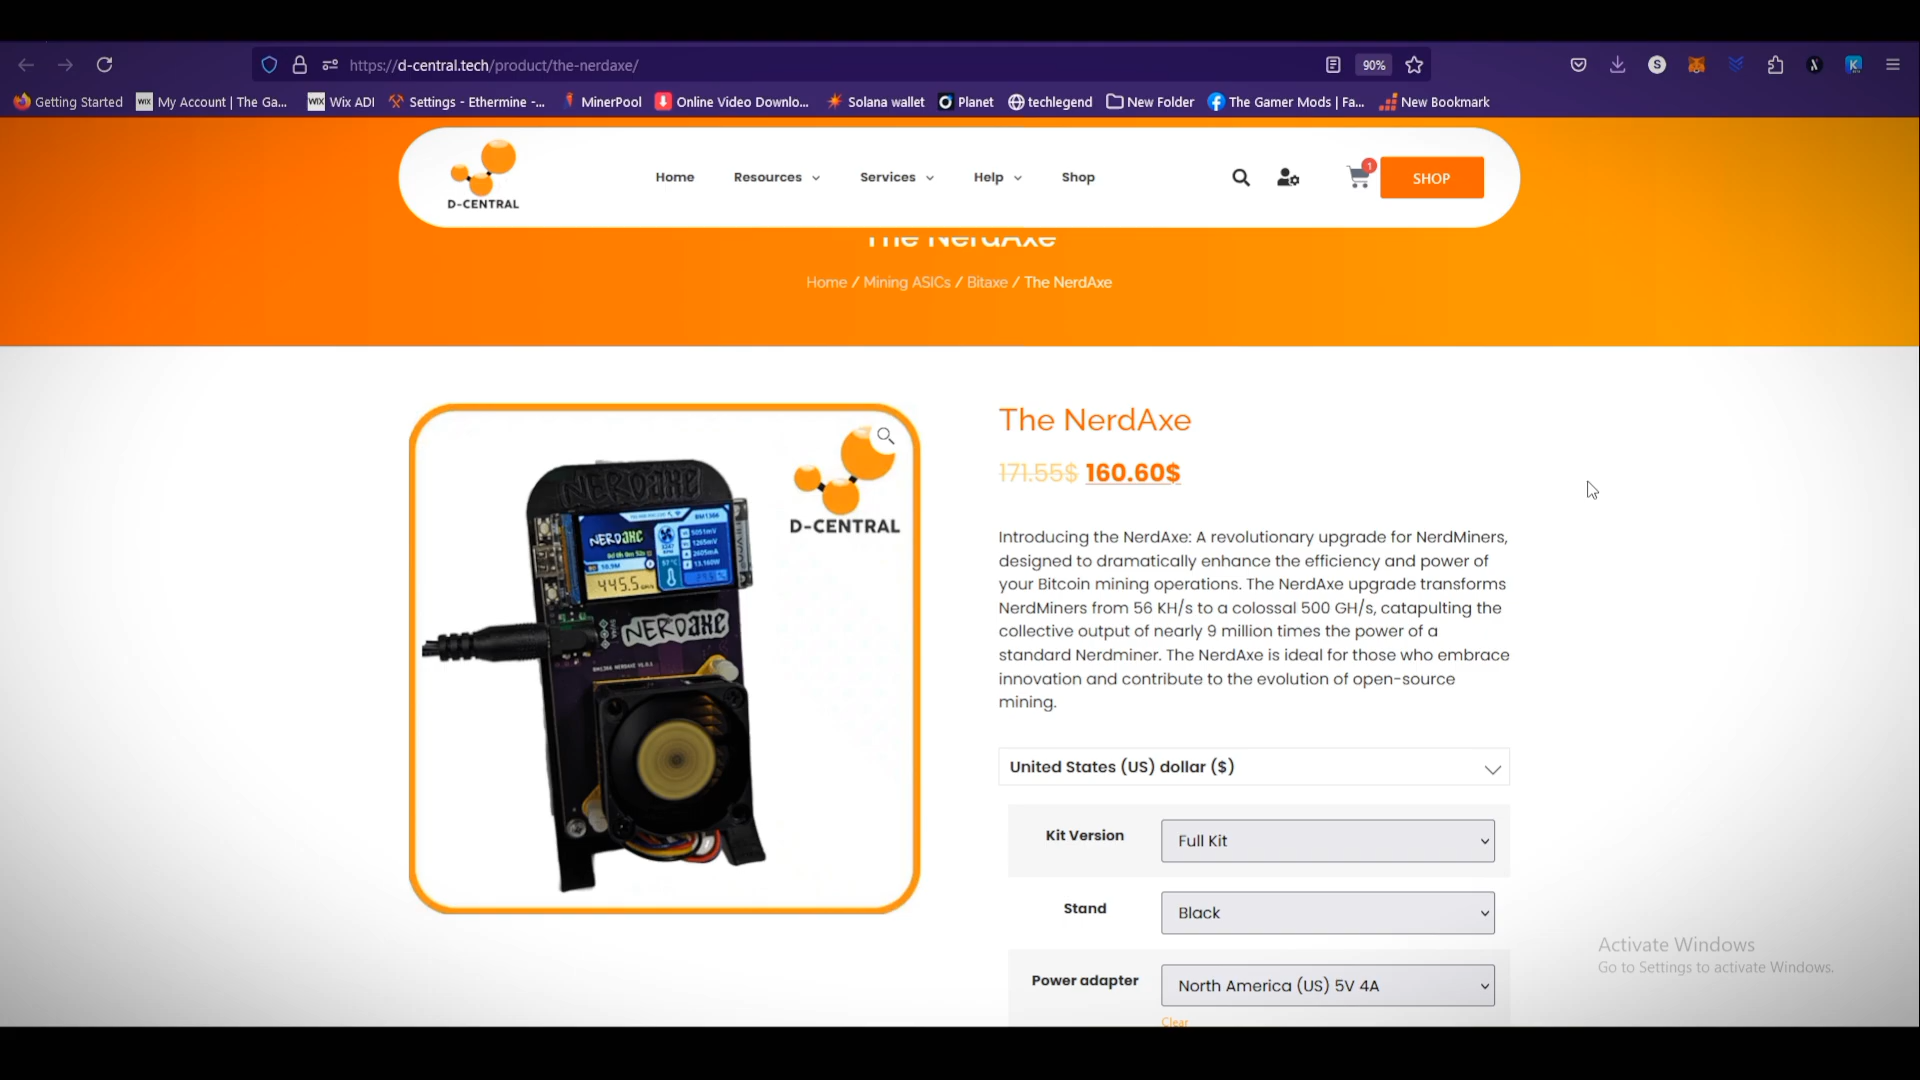 https://d-central.tech/product/the-nerdaxe/
90%
Getting Started
My Account | The Ga...
Wix ADI
Settings - Ethermine -...
MinerPool
Online Video Downlo...
Solana wallet
Planet
techlegend
New Folder
The Gamer Mods | Fa...
New Bookmark
D-CENTRAL
Home
Resources
Services
Help
Shop
1
SHOP
The NerdAxe
Home / Mining ASICs / Bitaxe / The NerdAxe
NERDAXE
D-CENTRAL
NERDAXE
445.5
NERDAXE
The NerdAxe
171.55$ 160.60$
Introducing the NerdAxe: A revolutionary upgrade for NerdMiners,
designed to dramatically enhance the efficiency and power of
your Bitcoin mining operations. The NerdAxe upgrade transforms
NerdMiners from 56 KH/s to a colossal 500 GH/s, catapulting the
collective output of nearly 9 million times the power of a
standard Nerdminer. The NerdAxe is ideal for those who embrace
innovation and contribute to the evolution of open-source
mining.
United States (US) dollar ($)
Kit Version
Full Kit
Stand
Black
Power adapter
North America (US) 5V 4A
Clear
Activate Windows
Go to Settings to activate Windows.